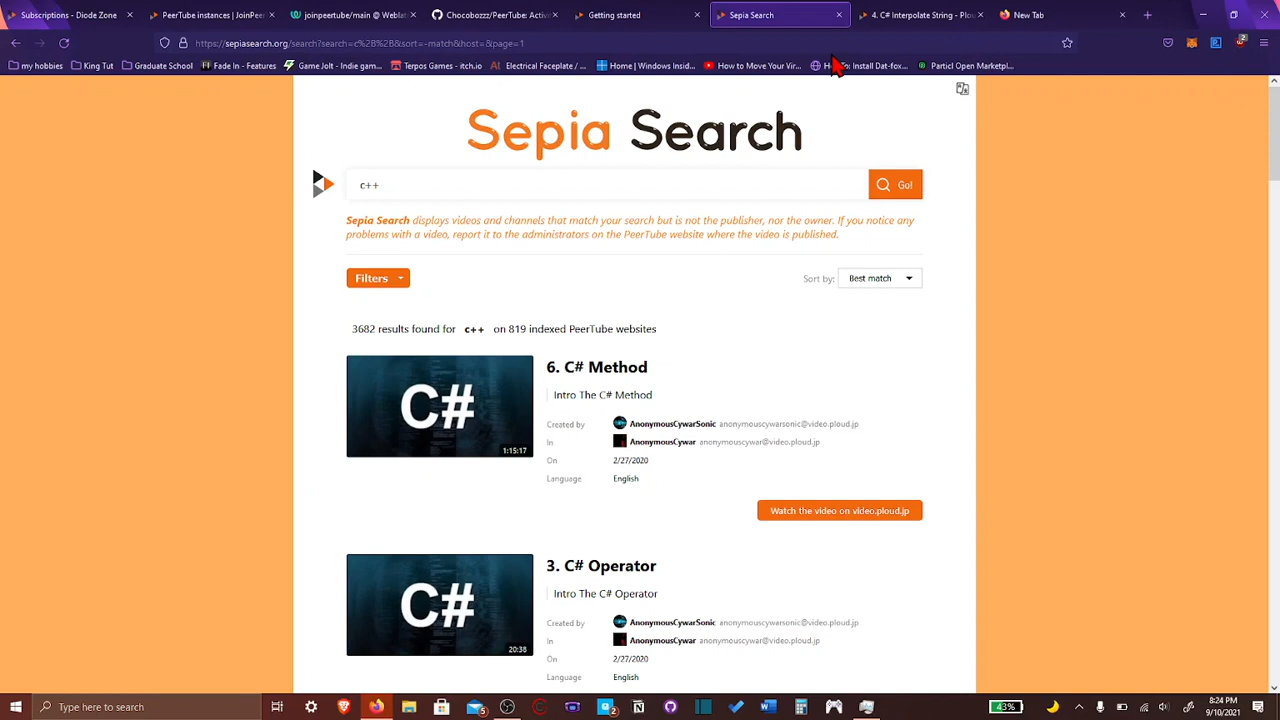 Subscriptions - Diode Zone
PeerTube instances | JoinPee
joinpeertube/main @ Weblat
Chocobozzz/PeerTube: Activ
Getting started
Sepia Search
4. C# Interpolate String - Plou
New Tab
https://sepiasearch.org/search?search=c%2B%2B&sort=-match&host=&page=1
my hobbies
King Tut
Graduate School
Fade In - Features
Game Jolt - Indie gam...
Terpos Games - itch.io
Electrical Faceplate / ...
Home | Windows Insid...
How to Move Your Vir...
Install Dat-fox...
Particl Open Marketpl...
Sepia Search
c++
Go!
Sepia Search displays videos and channels that match your search but is not the publisher, nor the owner. If you notice any
problems with a video, report it to the administrators on the PeerTube website where the video is published.
Filters
Sort by:
Best match
3682 results found for c++ on 819 indexed PeerTube websites
C#
1:15:17
6. C# Method
Intro The C# Method
Created by AnonymousCywarSonic anonymouscywarsonic@video.ploud.jp
In AnonymousCywar anonymouscywar@video.ploud.jp
On 2/27/2020
Language English
Watch the video on video.ploud.jp
C#
20:38
3. C# Operator
Intro The C# Operator
Created by AnonymousCywarSonic anonymouscywarsonic@video.ploud.jp
In AnonymousCywar anonymouscywar@video.ploud.jp
On 2/27/2020
Language English
Type here to search
5
2
43%
8:24 PM
9/10/2021